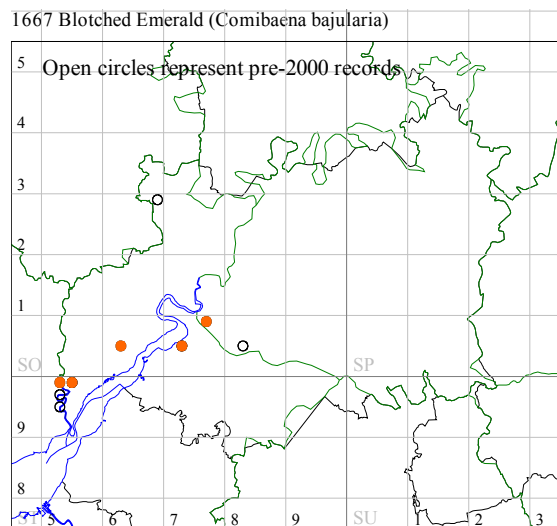 1667 Blotched Emerald (Comibaena bajularia)
Open circles represent pre-2000 records
5
4
3
2
1
SO SP
9
8
ST 5 6 7 8 9 SU 1 2 3